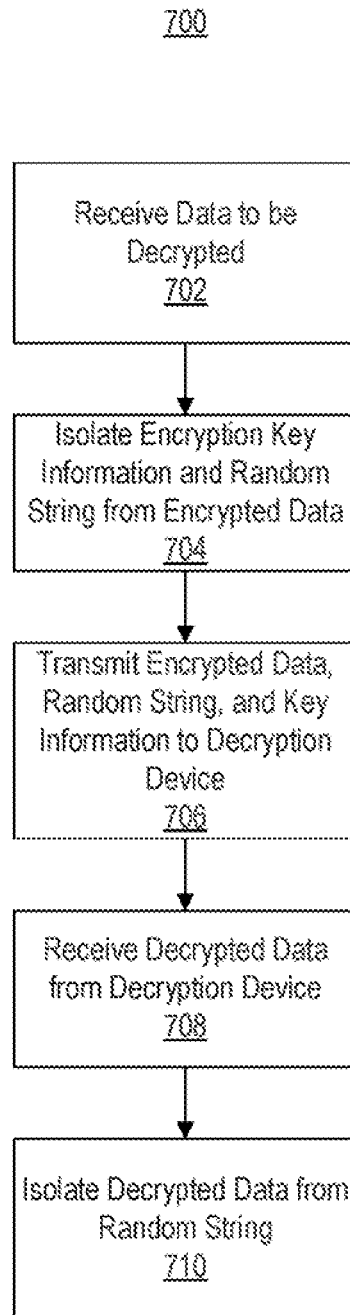 700
Receive Data to be
Decrypted
702
Isolate Encryption Key
Information and Random
String from Encrypted Data
704
Transmit Encrypted Data,
Random String, and Key
Information to Decryption
Device
706
Receive Decrypted Data
from Decryption Device
708
Isolate Decrypted Data from
Random String
710